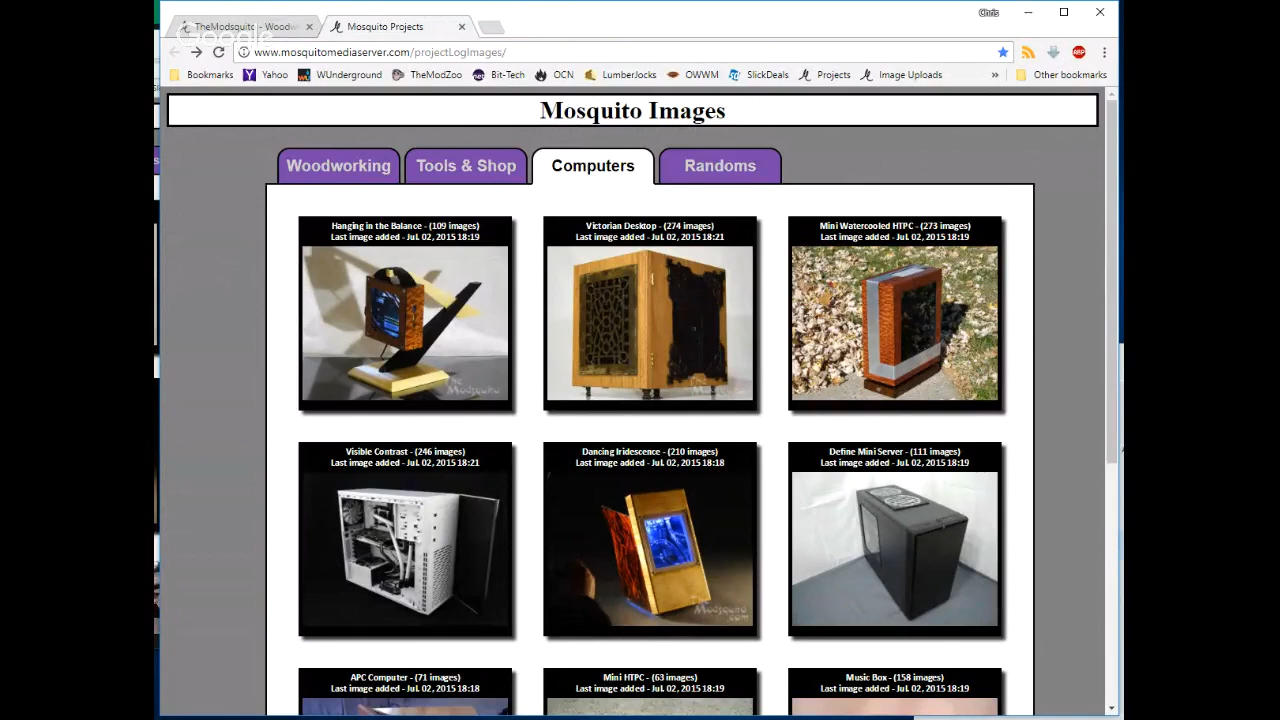 Chris
TheModsquito - Woodw
Mosquito Projects
Google
www.mosquitomediaserver.com/projectLogImages/
Bookmarks Yahoo WUnderground TheModZoo Bit-Tech OCN LumberJocks OWWM SlickDeals Projects Image Uploads » Other bookmarks
Mosquito Images
Woodworking Tools & Shop Computers Randoms
Hanging in the Balance - (109 images)
Last image added - Jul. 02, 2015 18:19
Victorian Desktop - (274 images)
Last image added - Jul. 02, 2015 18:21
Mini Watercooled HTPC - (273 images)
Last image added - Jul. 02, 2015 18:19
The
Modsquito
Visible Contrast - (246 images)
Last image added - Jul. 02, 2015 18:21
Dancing Iridescence - (210 images)
Last image added - Jul. 02, 2015 18:18
Define Mini Server - (111 images)
Last image added - Jul. 02, 2015 18:19
The
Modsquito
.com
APC Computer - (71 images)
Last image added - Jul. 02, 2015 18:18
Mini HTPC - (63 images)
Last image added - Jul. 02, 2015 18:19
Music Box - (158 images)
Last image added - Jul. 02, 2015 18:19